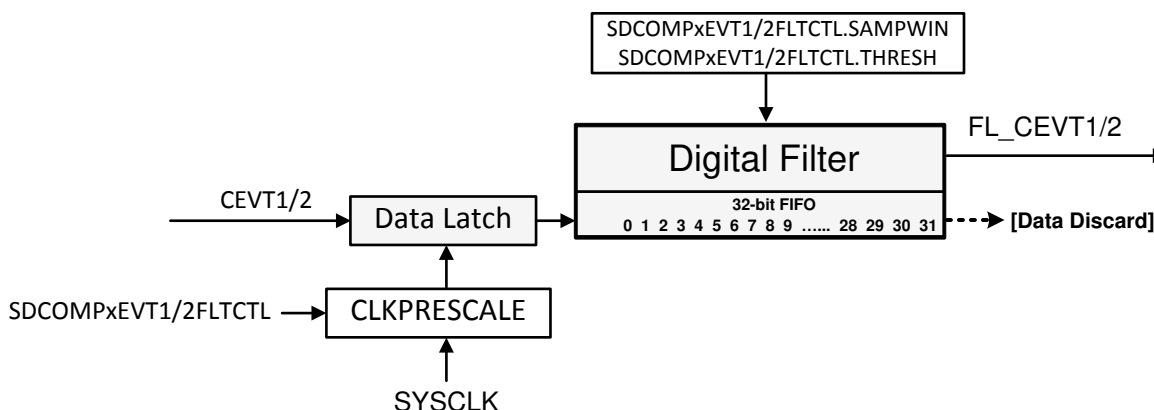 SDCOMPxEVT1/2FLTCTL.SAMPWIN
SDCOMPxEVT1/2FLTCTL.THRESH
FL_CEVT1/2
Digital Filter
CEVT1/2
Data Latch
32-bit FIFO
0 1 2 3 4 5 6 7 8 9 …... 28 29 30 31
[Data Discard]
SDCOMPxEVT1/2FLTCTL
CLKPRESCALE
SYSCLK